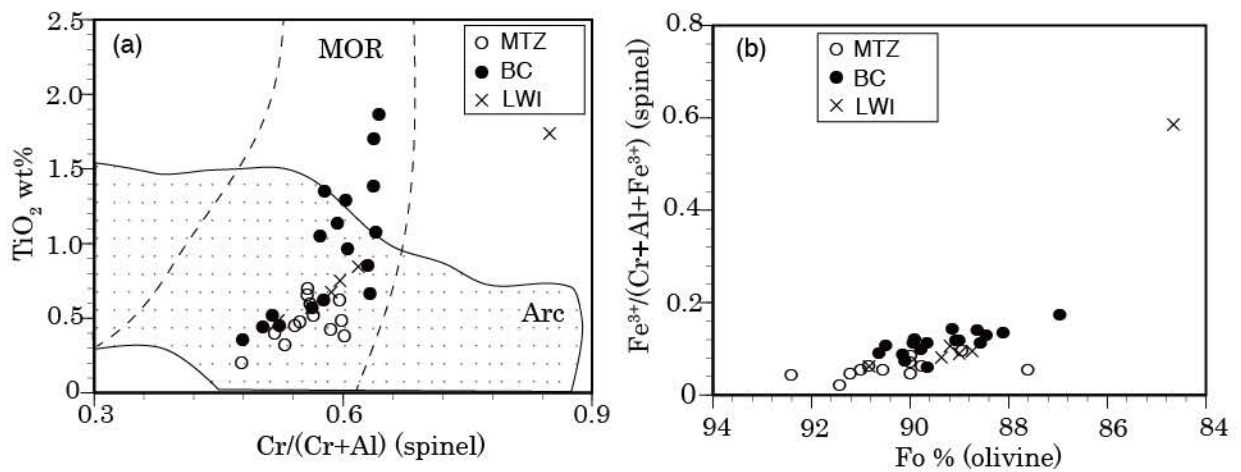 (a)
MOR
MTZ
BC
LWI
Arc
2.5
2.0
1.5
1.0
0.5
0
TiO₂ wt%
0.3
0.6
0.9
Cr/(Cr+Al) (spinel)
(b)
MTZ
BC
LWI
0.8
0.6
0.4
0.2
0
Fe³⁺/(Cr+Al+Fe³⁺) (spinel)
94
92
90
88
86
84
Fo % (olivine)